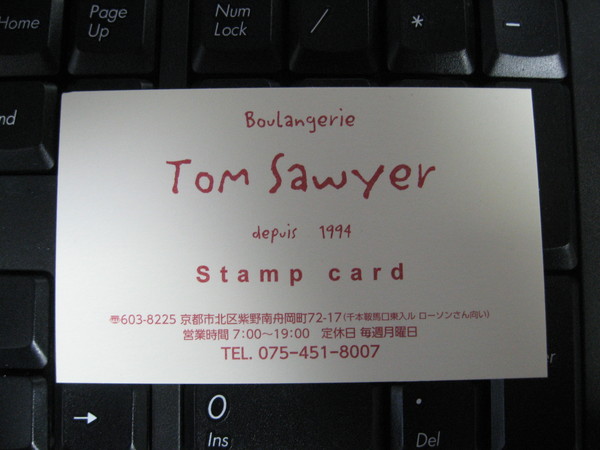 Home
Page Up
Num Lock
/
*
-
Boulangerie
Tom Sawyer
depuis 1994
Stamp card
〠603-8225 京都市北区紫野南舟岡町72-17(千本鞍馬口東入ル ローソンさん向い)
営業時間 7:00〜19:00 定休日 毎週月曜日
TEL. 075-451-8007
→
0
Ins
.
Del